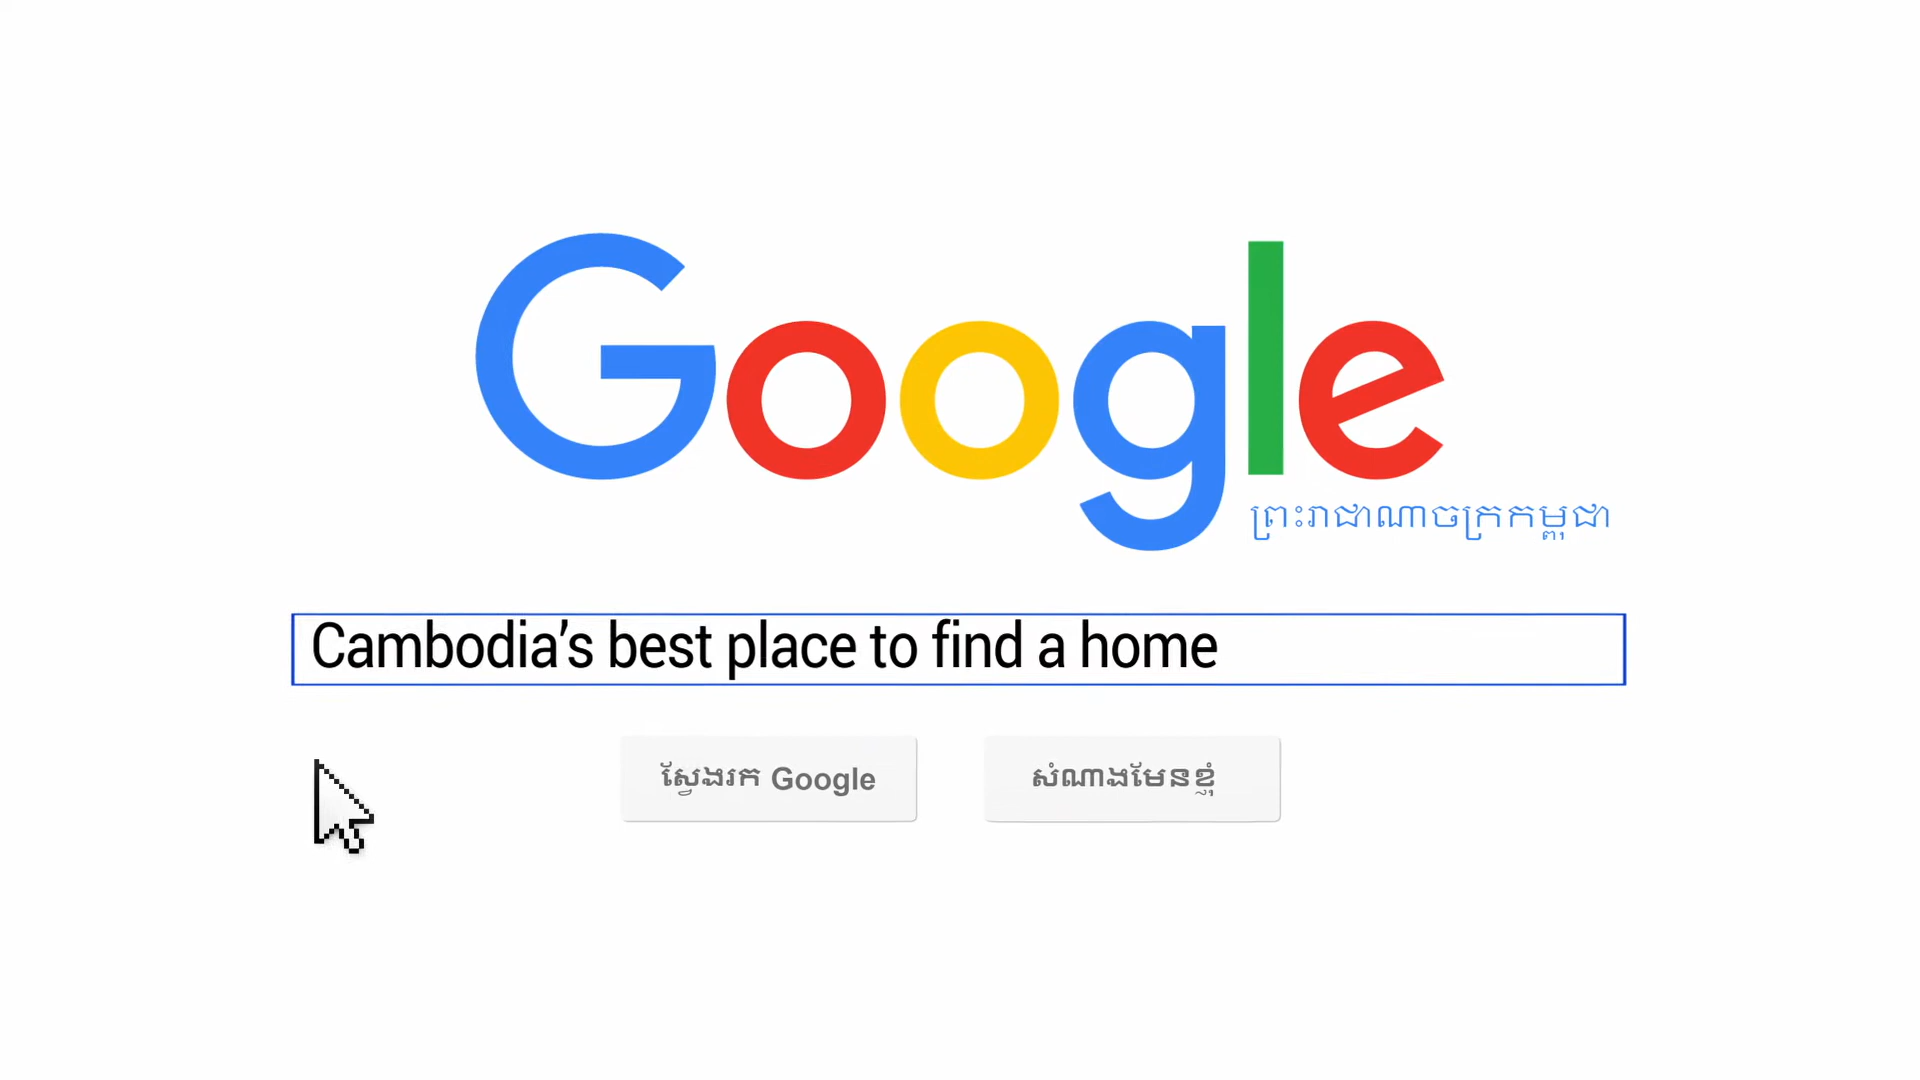 Google
ព្រះរាជាណាចក្រកម្ពុជា
Cambodia’s best place to find a home
ស្វែងរក Google
សំណាងមែនខ្ញុំ